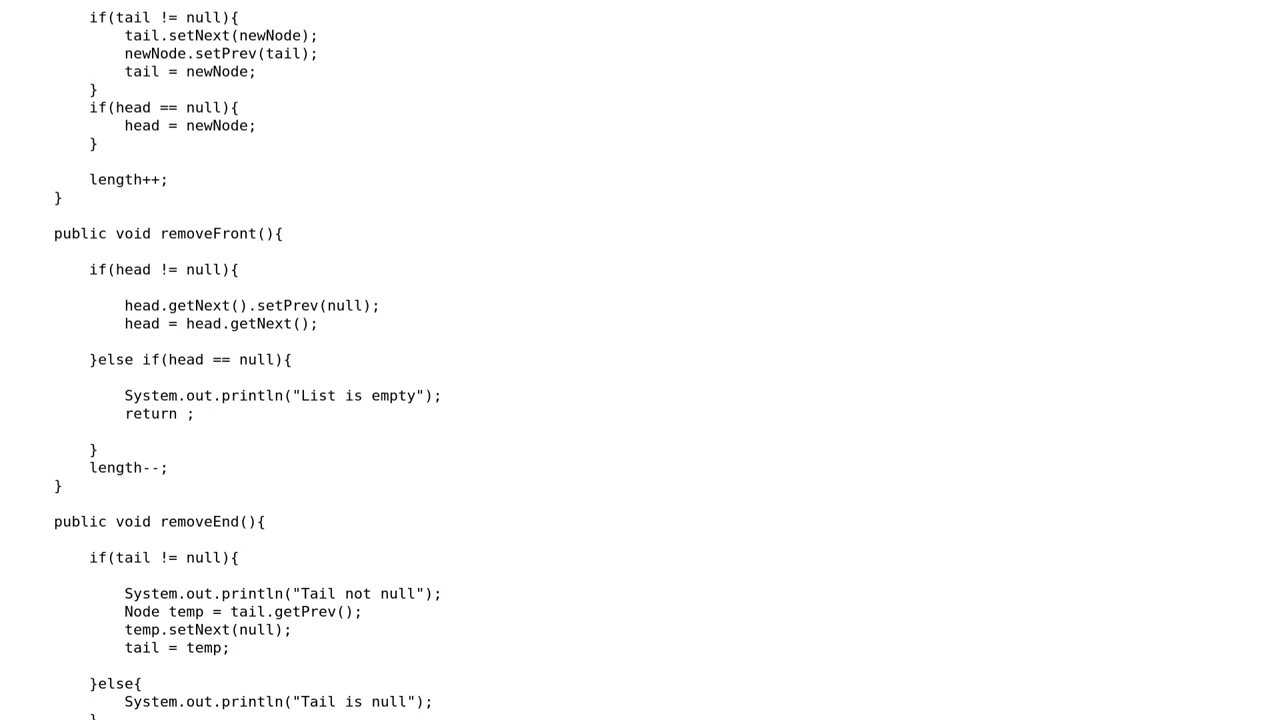 if(tail != null){
            tail.setNext(newNode);
            newNode.setPrev(tail);
            tail = newNode;
        }
        if(head == null){
            head = newNode;
        }

        length++;
    }

    public void removeFront(){

        if(head != null){

            head.getNext().setPrev(null);
            head = head.getNext();

        }else if(head == null){

            System.out.println("List is empty");
            return ;

        }
        length--;
    }

    public void removeEnd(){

        if(tail != null){

            System.out.println("Tail not null");
            Node temp = tail.getPrev();
            temp.setNext(null);
            tail = temp;

        }else{
            System.out.println("Tail is null");
        }